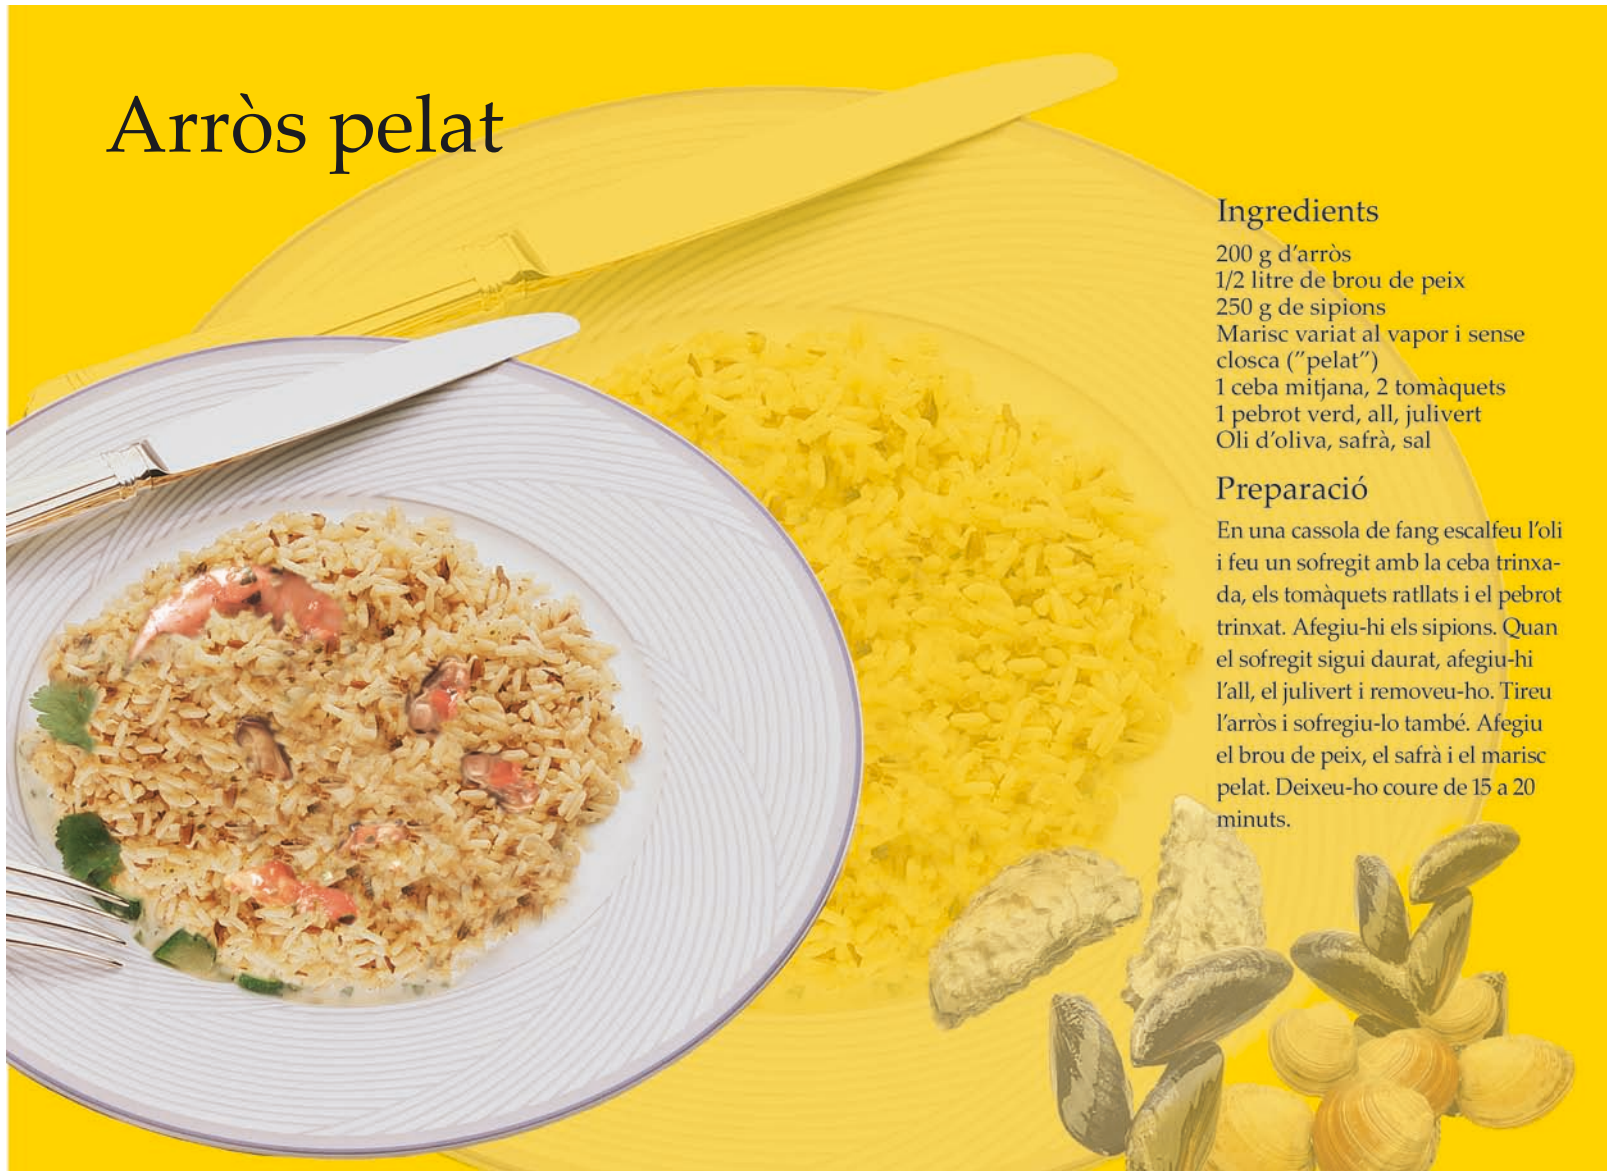 Arròs pelat
Ingredients
200 g d'arròs
1/2 litre de brou de peix
250 g de sipions
Marisc variat al vapor i sense
closca (”pelat”)
1 ceba mitjana, 2 tomàquets
1 pebrot verd, all, julivert
Oli d'oliva, safrà, sal
Preparació
En una cassola de fang escalfeu l'oli
i feu un sofregit amb la ceba trinxa-
da, els tomàquets ratllats i el pebrot
trinxat. Afegiu-hi els sipions. Quan
el sofregit sigui daurat, afegiu-hi
l'all, el julivert i removeu-ho. Tireu
l'arròs i sofregiu-lo també. Afegiu
el brou de peix, el safrà i el marisc
pelat. Deixeu-ho coure de 15 a 20
minuts.